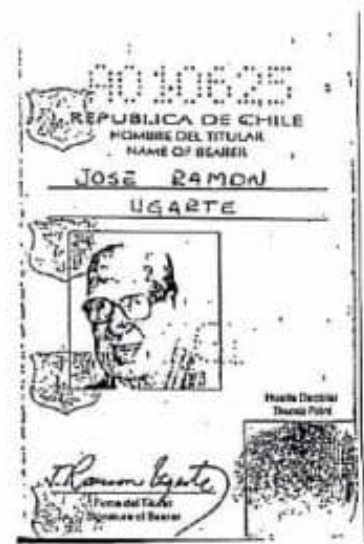 A010625
REPUBLICA DE CHILE
NOMBRE DEL TITULAR
NAME OF BEARER
JOSE RAMON
UGARTE
Huella Dactilar
Thumb Print
J. Ramon Ugarte
Firma del Titular
Signature of Bearer